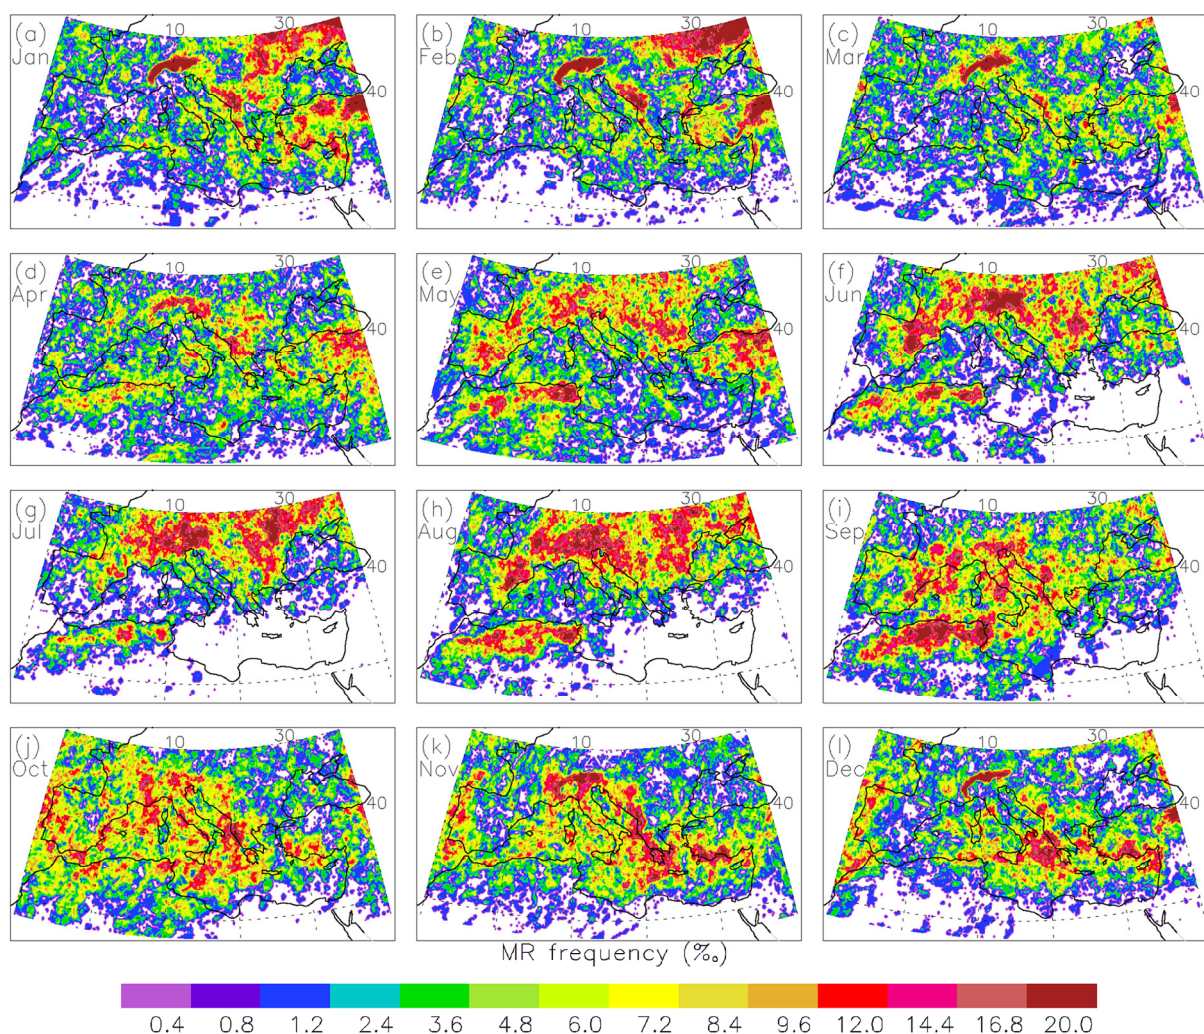 (a) 10 30 (b) 10 30 (c) 10 30
Jan Feb Mar
40 40 40
(d) 10 30 (e) 10 30 (f) 10 30
Apr May Jun
40 40 40
(g) 10 30 (h) 10 30 (i) 10 30
Jul Aug Sep
40 40 40
(j) 10 30 (k) 10 30 (l) 10 30
Oct Nov Dec
40 40 40
MR frequency (‰)
0.4 0.8 1.2 2.4 3.6 4.8 6.0 7.2 8.4 9.6 12.0 14.4 16.8 20.0